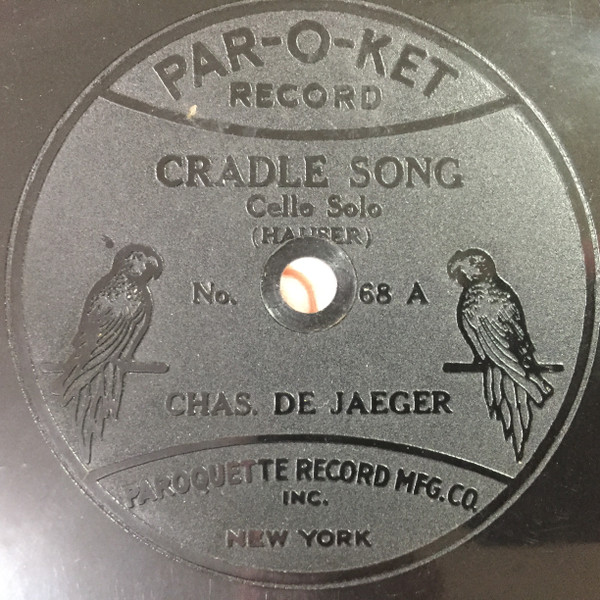 PAR-O-KET
RECORD
CRADLE SONG
Cello Solo
(HAUSER)
No. 68 A
CHAS. DE JAEGER
PAROQUETTE RECORD MFG. CO.
INC.
NEW YORK